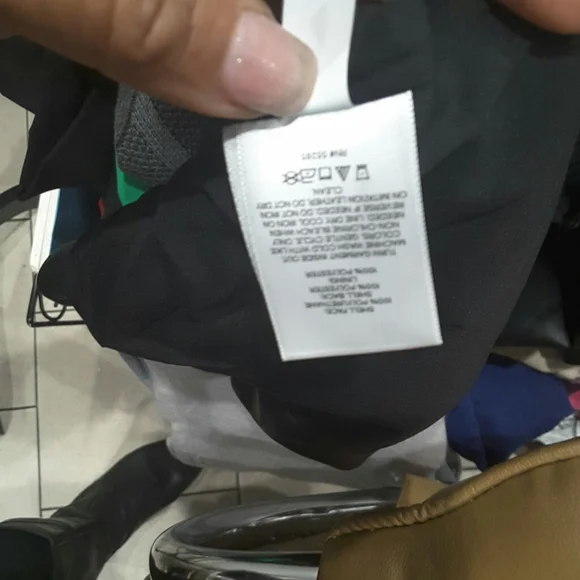 SHELL FACE:
100% POLYURETHANE
SHELL BACK:
100% POLYESTER
LINING:
100% POLYESTER
TURN GARMENT INSIDE OUT.
MACHINE WASH COLD WITH LIKE
COLORS, GENTLE CYCLE. ONLY
NON-CHLORINE BLEACH WHEN
NEEDED. LINE DRY. COOL IRON
REVERSE IF NEEDED. DO NOT IRON
ON IMITATION LEATHER. DO NOT DRY
CLEAN.
RN# 55285